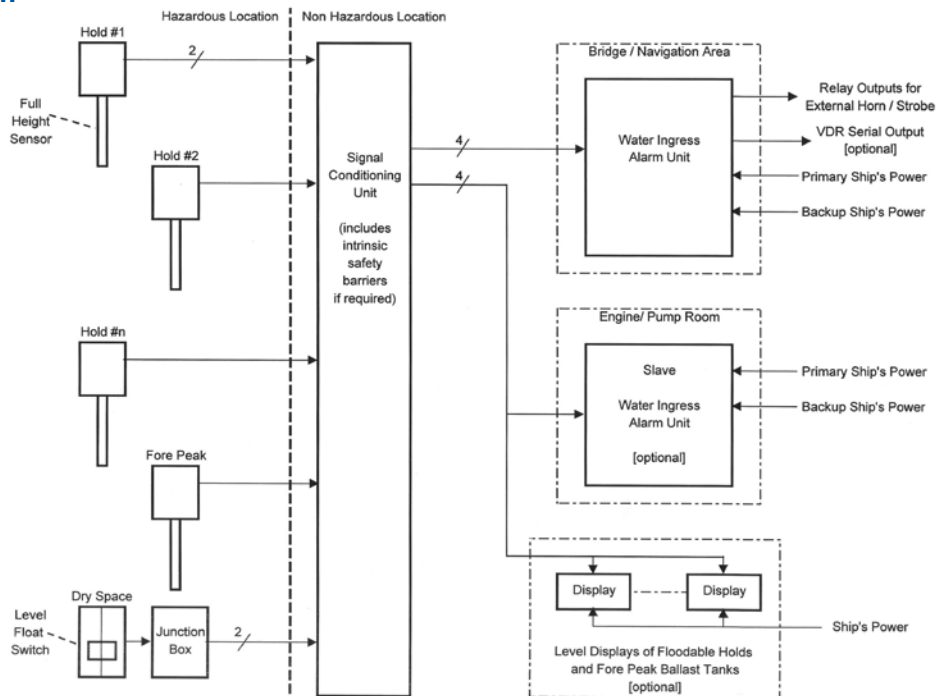 Hazardous Location
Non Hazardous Location
Hold #1
2
Full
Height
Sensor
Hold #2
Hold #n
Fore Peak
Dry Space
Level
Float
Switch
Junction
Box
2
Signal
Conditioning
Unit
(includes
intrinsic
safety
barriers
if required)
4
4
Bridge / Navigation Area
Water Ingress
Alarm Unit
Relay Outputs for
External Horn / Strobe
VDR Serial Output
[optional]
Primary Ship's Power
Backup Ship's Power
Engine/ Pump Room
Slave
Water Ingress
Alarm Unit
[optional]
Primary Ship's Power
Backup Ship's Power
Display
Display
Ship's Power
Level Displays of Floodable Holds
and Fore Peak Ballast Tanks
[optional]